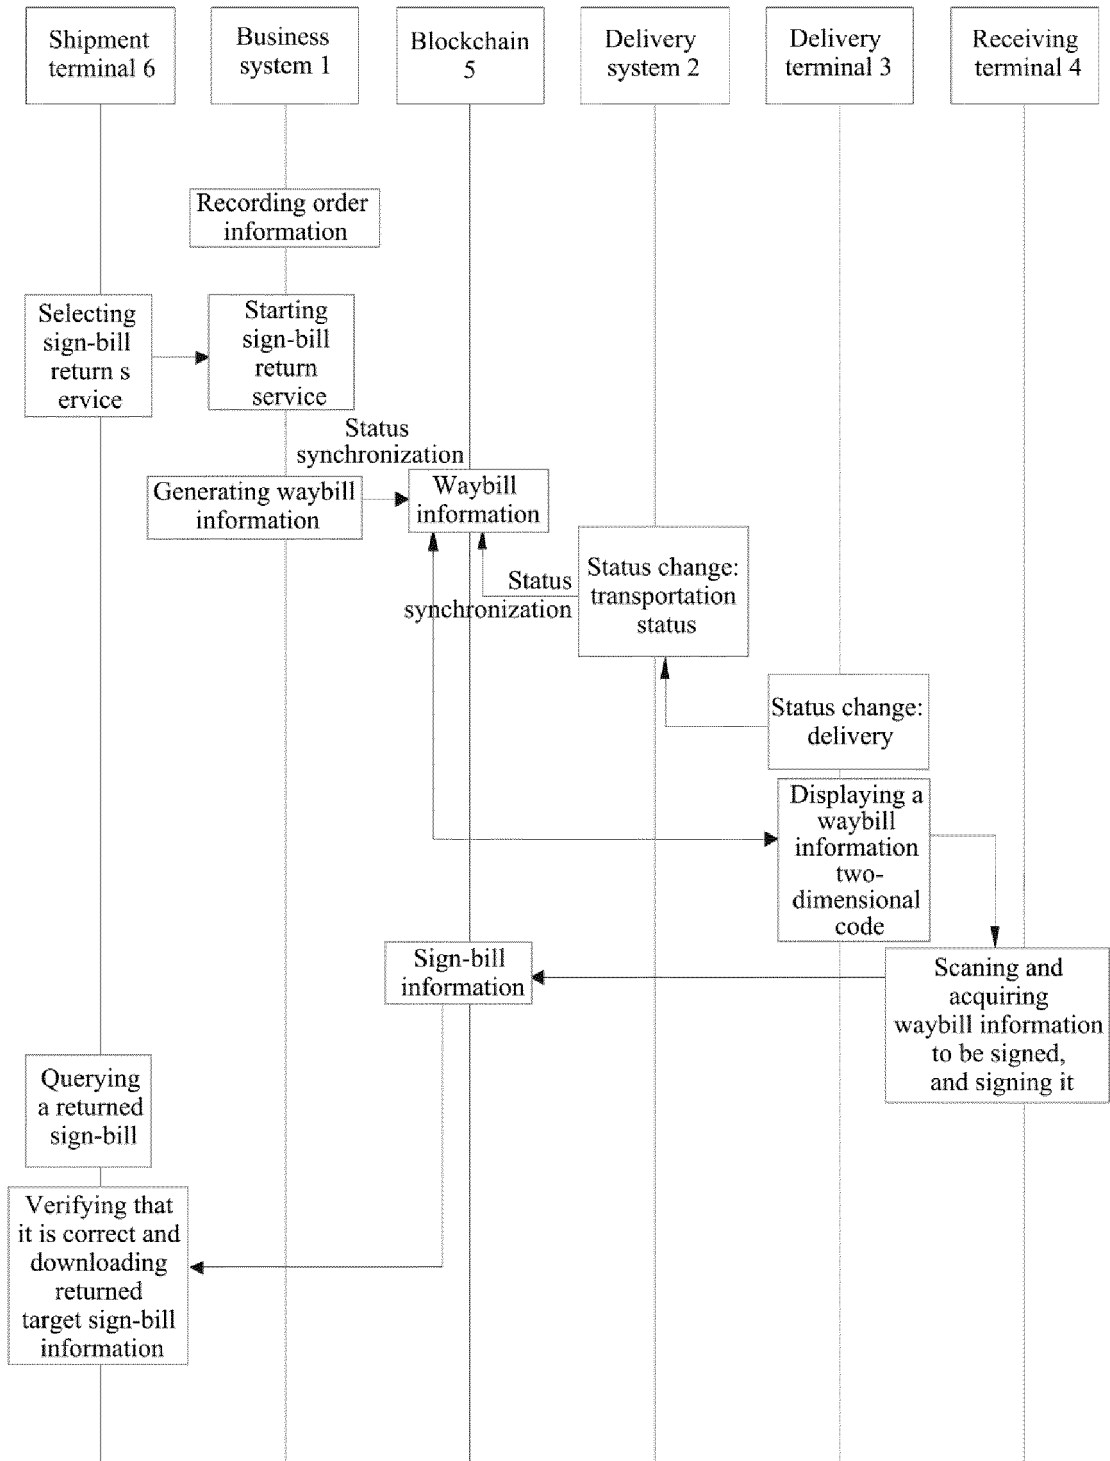 Shipment
terminal 6
Business
system 1
Blockchain
5
Delivery
system 2
Delivery
terminal 3
Receiving
terminal 4
Recording order
information
Selecting
sign-bill
return s
ervice
Starting
sign-bill
return
service
Status
synchronization
Generating waybill
information
Waybill
information
Status
synchronization
Status change:
transportation
status
Status change:
delivery
Displaying a
waybill
information
two-
dimensional
code
Sign-bill
information
Scaning and
acquiring
waybill information
to be signed,
and signing it
Querying
a returned
sign-bill
Verifying that
it is correct and
downloading
returned
target sign-bill
information